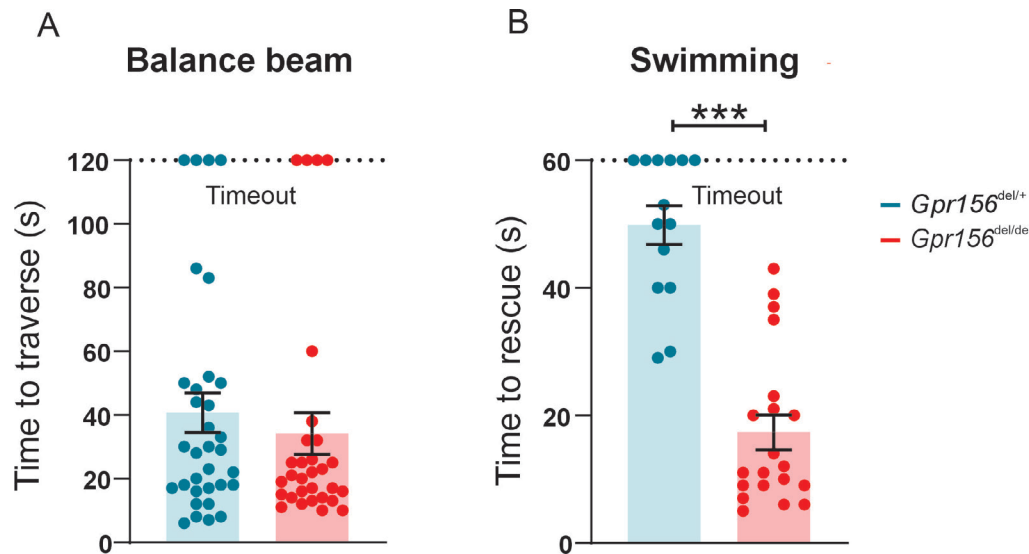 A
Balance beam
Time to traverse (s)
120
100
80
60
40
20
0
Timeout
B
Swimming
***
Time to rescue (s)
60
40
20
0
Timeout
Gpr156del/+
Gpr156del/de